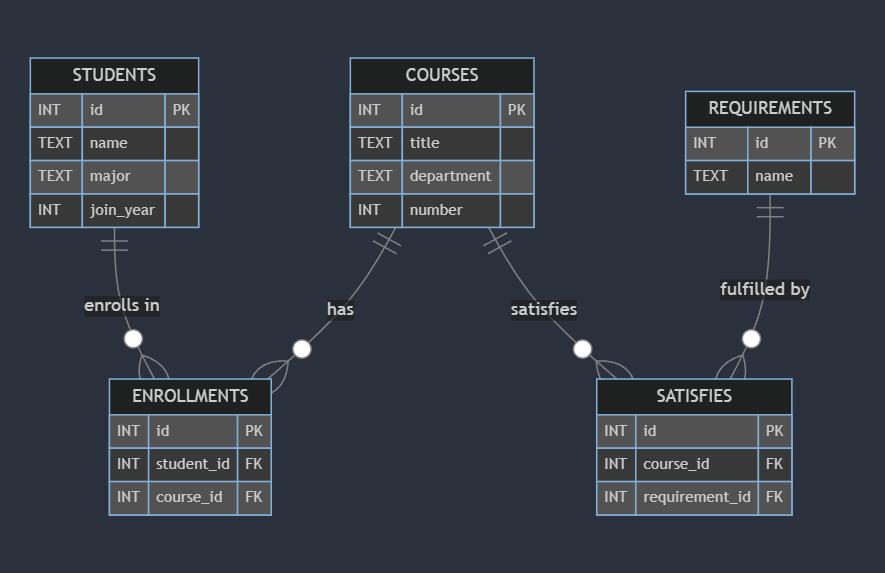 STUDENTS
INT id PK
TEXT name
TEXT major
INT join_year
COURSES
INT id PK
TEXT title
TEXT department
INT number
REQUIREMENTS
INT id PK
TEXT name
enrolls in
has
satisfies
fulfilled by
ENROLLMENTS
INT id PK
INT student_id FK
INT course_id FK
SATISFIES
INT id PK
INT course_id FK
INT requirement_id FK